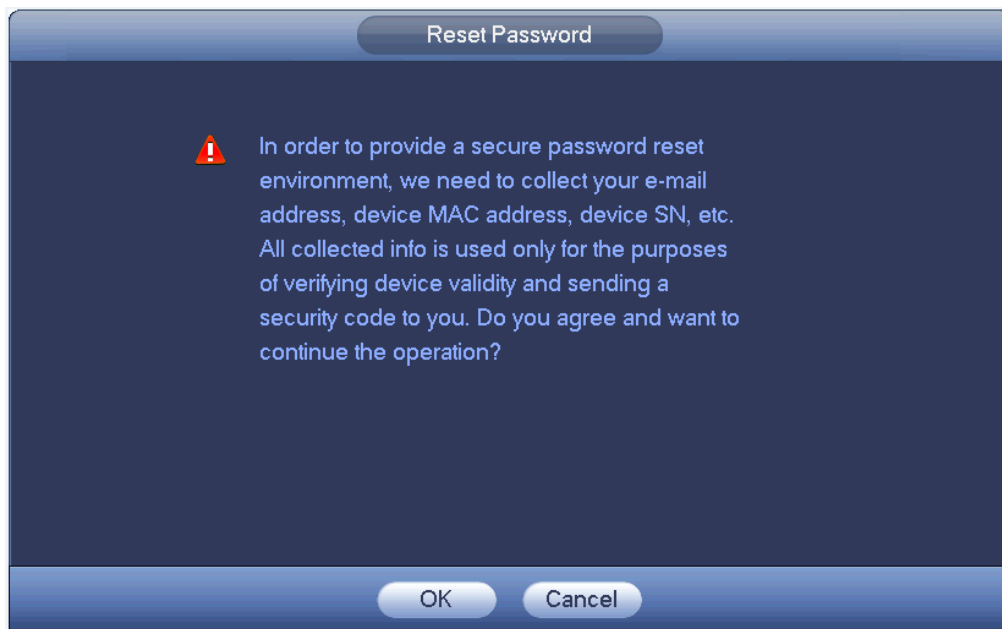 Reset Password
In order to provide a secure password reset
environment, we need to collect your e-mail
address, device MAC address, device SN, etc.
All collected info is used only for the purposes
of verifying device validity and sending a
security code to you. Do you agree and want to
continue the operation?
OK
Cancel